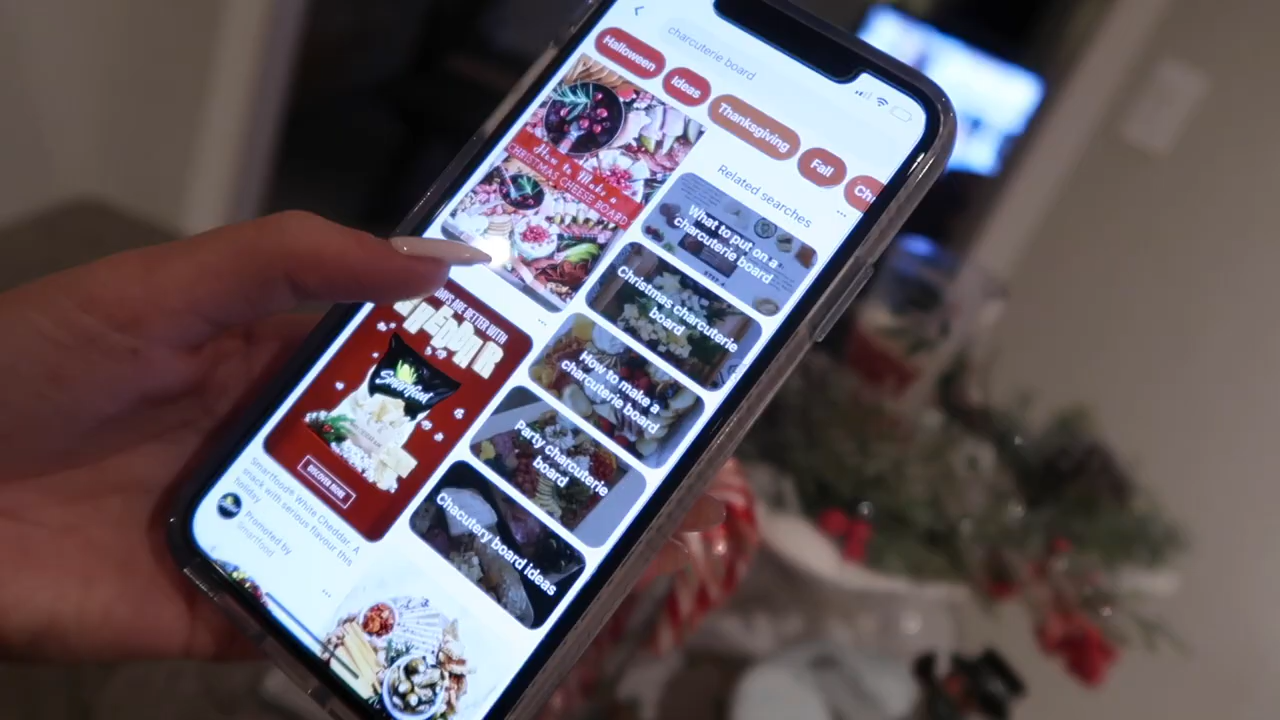 charcuterie board
Halloween
Ideas
Thanksgiving
Fall
How to Make a
CHRISTMAS CHEESE BOARD
Related searches
What to put on a
charcuterie board
Christmas charcuterie
board
How to make a
charcuterie board
Party charcuterie
board
Chacutery board ideas
DAYS ARE BETTER WITH
CHEDDAR
Smartfood
DISCOVER MORE
Smartfood® White Cheddar. A
snack with serious flavour this
holiday
Promoted by
Smartfood